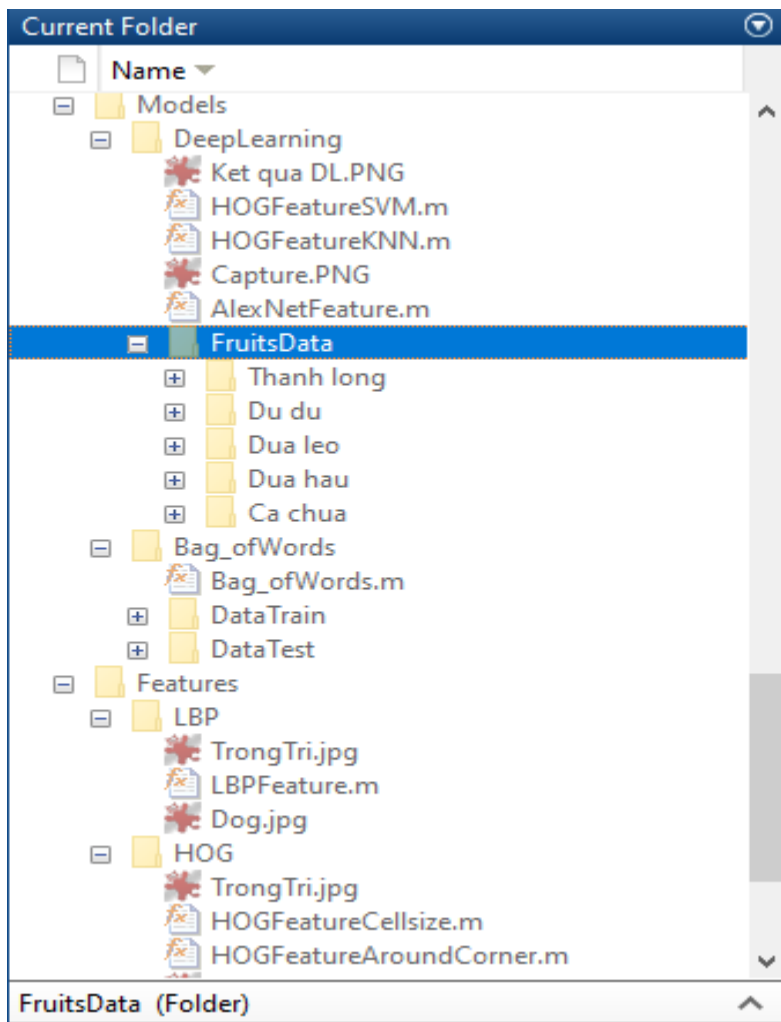 Current Folder
Name
Models
DeepLearning
Ket qua DL.PNG
HOGFeatureSVM.m
HOGFeatureKNN.m
Capture.PNG
AlexNetFeature.m
FruitsData
Thanh long
Du du
Dua leo
Dua hau
Ca chua
Bag_ofWords
Bag_ofWords.m
DataTrain
DataTest
Features
LBP
TrongTri.jpg
LBPFeature.m
Dog.jpg
HOG
TrongTri.jpg
HOGFeatureCellsize.m
HOGFeatureAroundCorner.m
FruitsData (Folder)